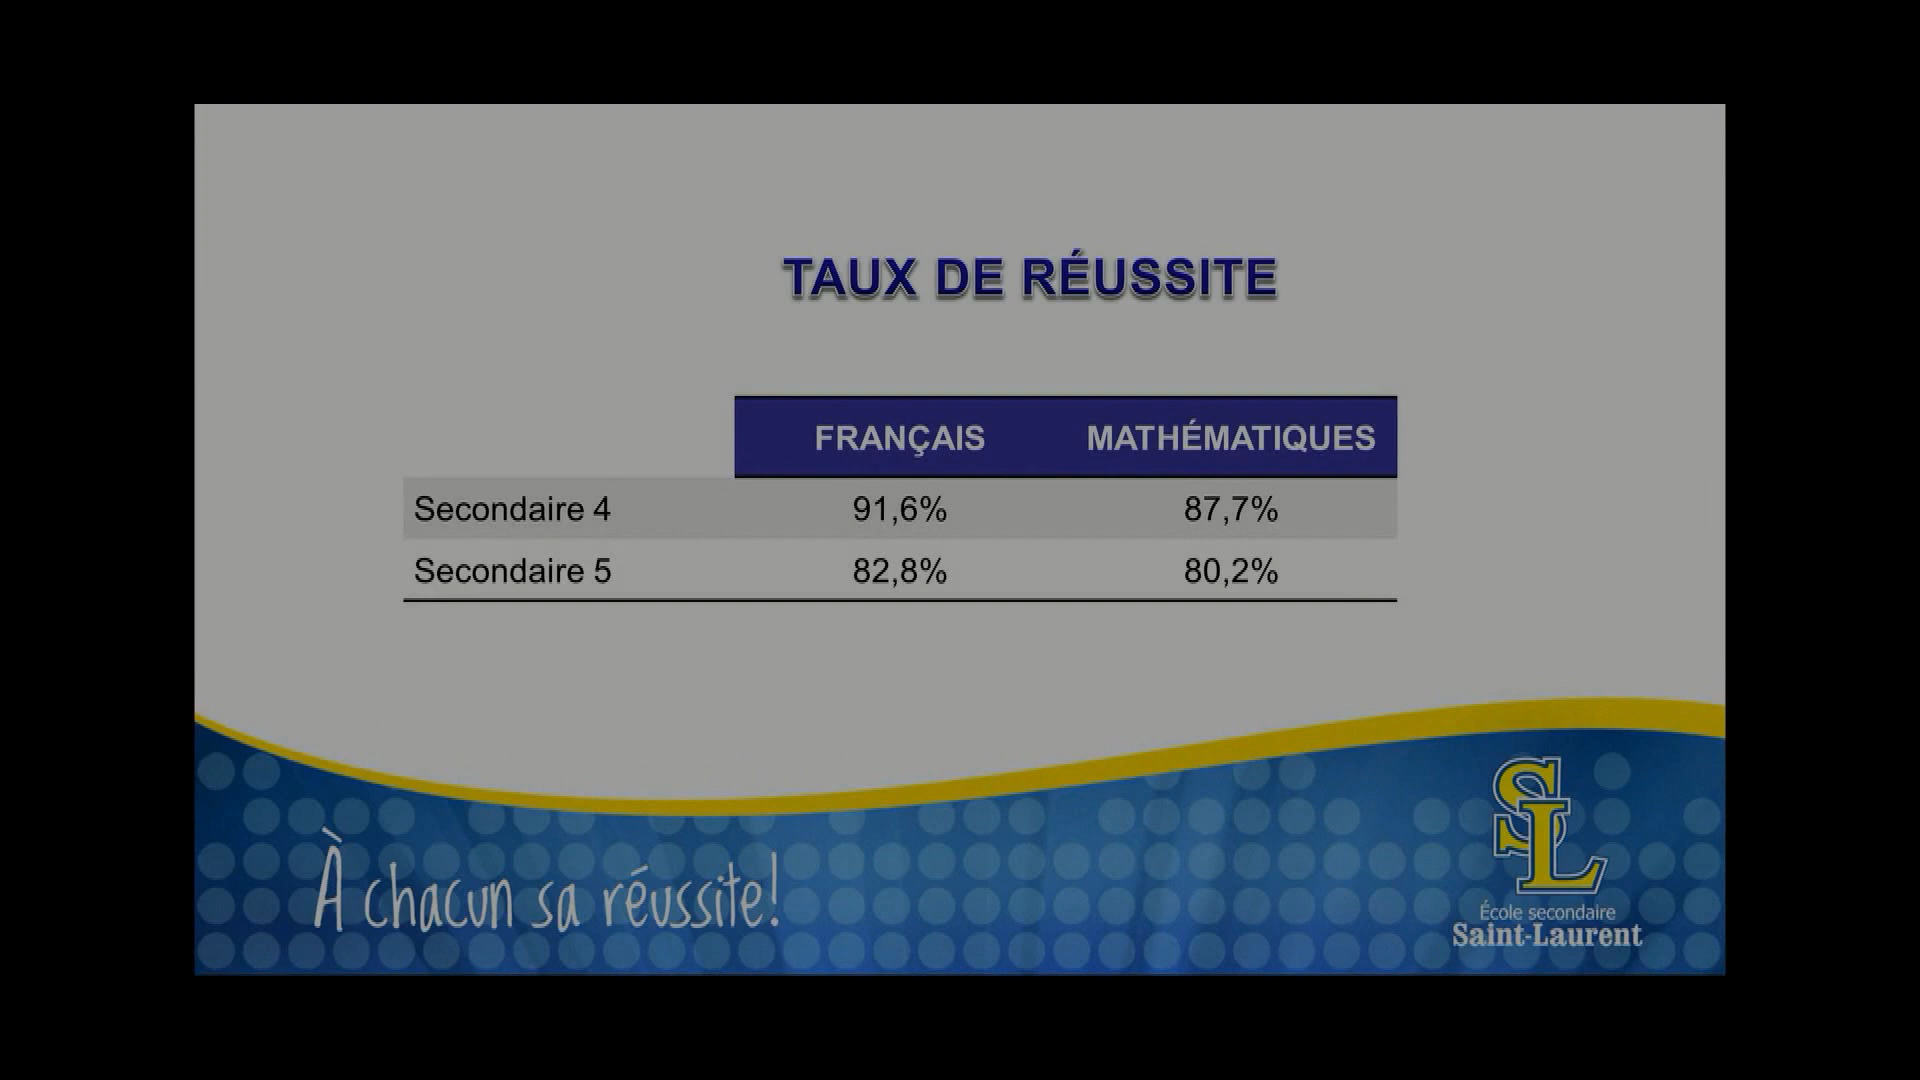 TAUX DE RÉUSSITE
FRANÇAIS MATHÉMATIQUES
Secondaire 4 91,6% 87,7%
Secondaire 5 82,8% 80,2%
À chacun sa réussite!
SL
École secondaire
Saint-Laurent